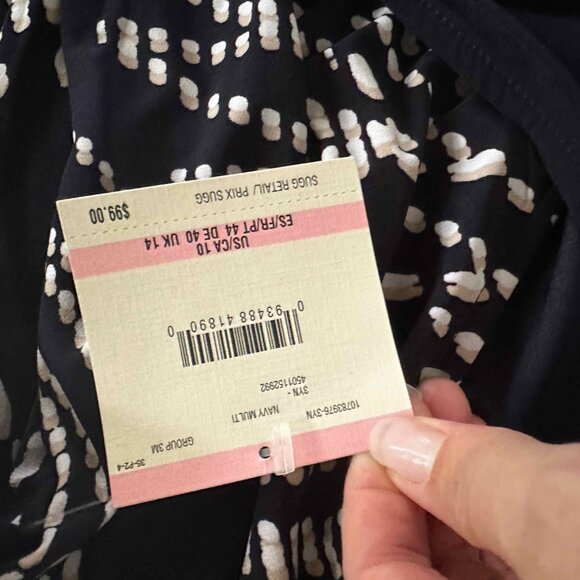 10783976-3YN GROUP 3M 35-P2-4
3YN - NAVY MULTI
4501152992
0 93488 41890 0
US/CA 10
ES/FR/PT 44 DE 40 UK 14
SUGG RETAIL/ PRIX SUGG $99.00